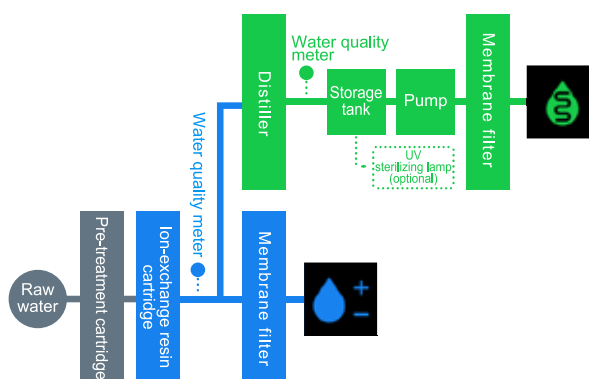 Water quality
meter
Distiller
Storage
tank
Pump
Membrane filter
UV
sterilizing lamp
(optional)
Water quality meter
Raw
water
Pre-treatment cartridge
Ion-exchange resin
cartridge
Membrane filter
+
−